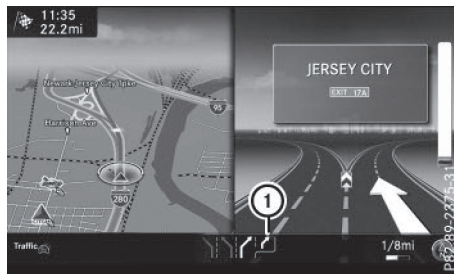 11:35
22.2mi
JERSEY CITY
EXIT 17A
Newark-Jersey City Tpke
Harrison Ave
95
280
1
Traffic
1/8mi
P82.89-2375-31